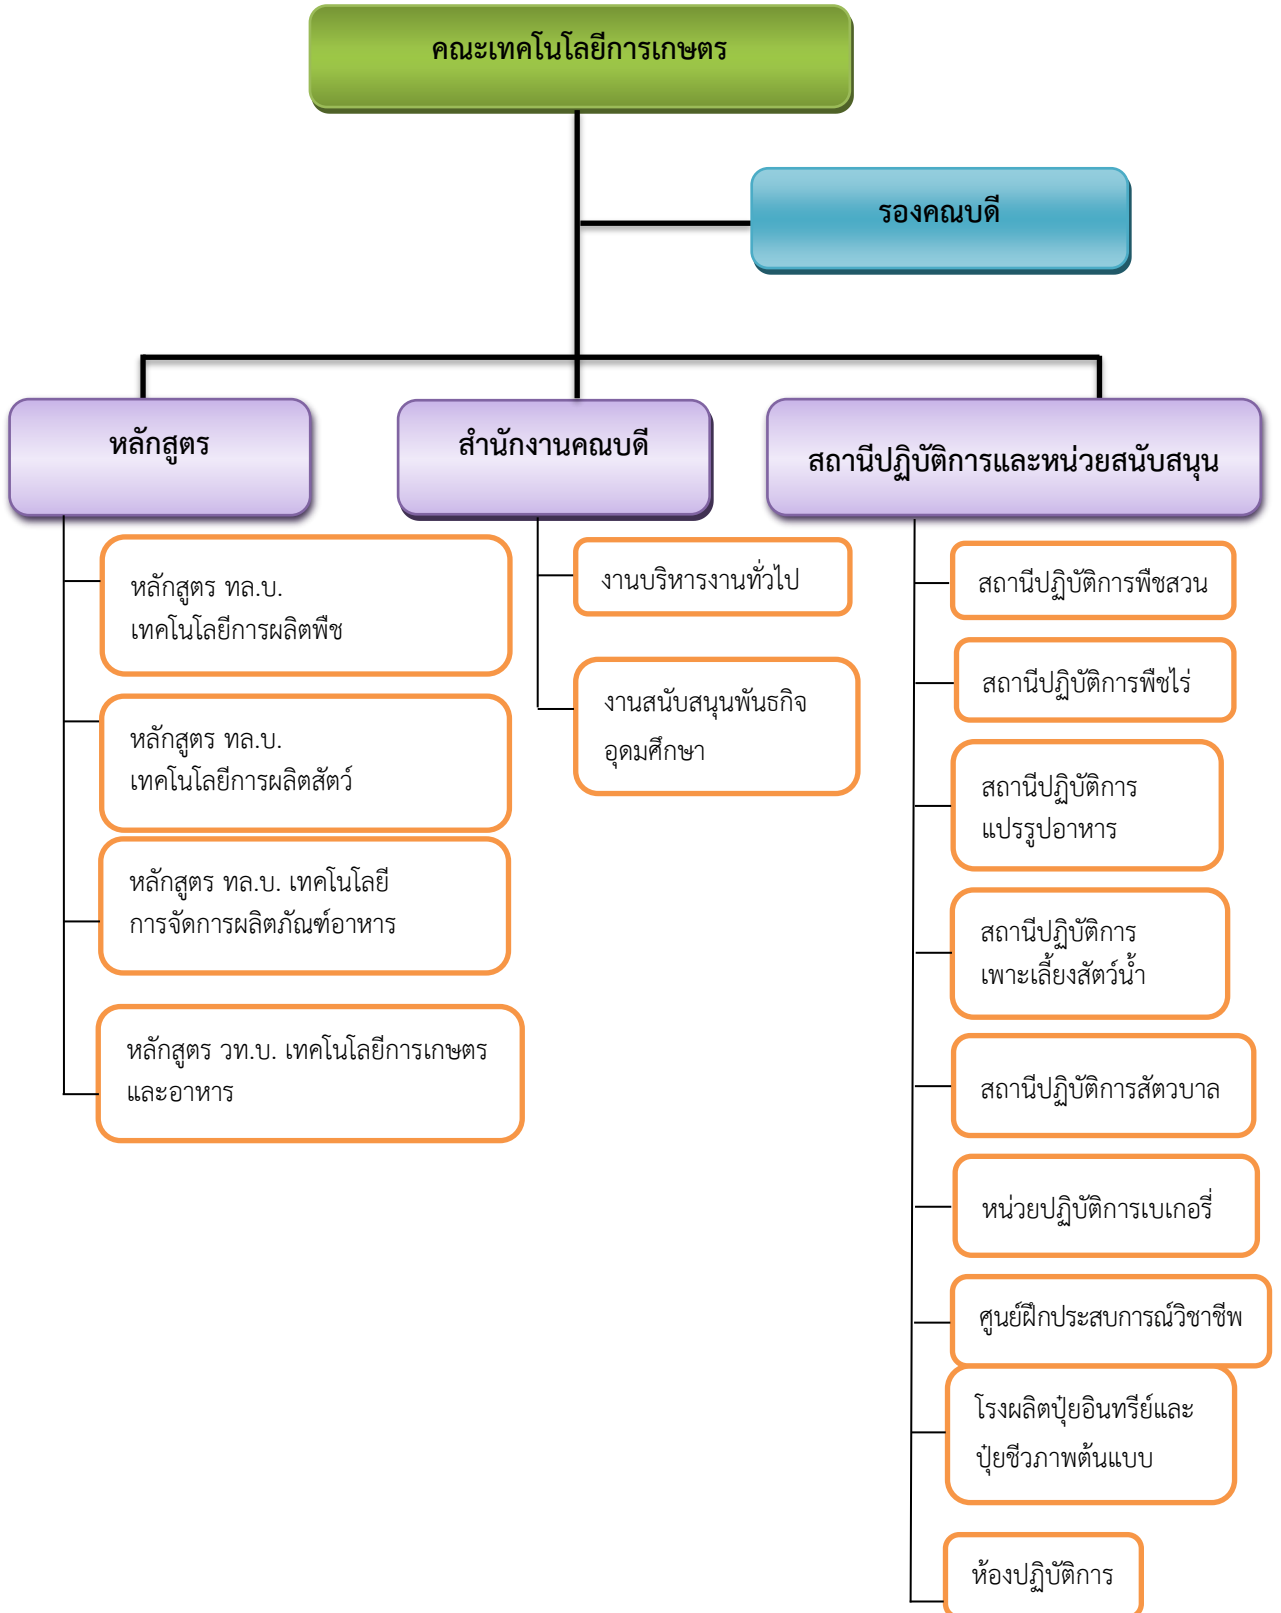 คณะเทคโนโลยีการเกษตร
รองคณบดี
หลักสูตร
สำนักงานคณบดี
สถานีปฏิบัติการและหน่วยสนับสนุน
หลักสูตร ทล.บ.
เทคโนโลยีการผลิตพืช
หลักสูตร ทล.บ.
เทคโนโลยีการผลิตสัตว์
หลักสูตร ทล.บ. เทคโนโลยี
การจัดการผลิตภัณฑ์อาหาร
หลักสูตร วท.บ. เทคโนโลยีการเกษตร
และอาหาร
งานบริหารงานทั่วไป
งานสนับสนุนพันธกิจ
อุดมศึกษา
สถานีปฏิบัติการพืชสวน
สถานีปฏิบัติการพืชไร่
สถานีปฏิบัติการ
แปรรูปอาหาร
สถานีปฏิบัติการ
เพาะเลี้ยงสัตว์น้ำ
สถานีปฏิบัติการสัตวบาล
หน่วยปฏิบัติการเบเกอรี่
ศูนย์ฝึกประสบการณ์วิชาชีพ
โรงผลิตปุ๋ยอินทรีย์และ
ปุ๋ยชีวภาพต้นแบบ
ห้องปฏิบัติการ